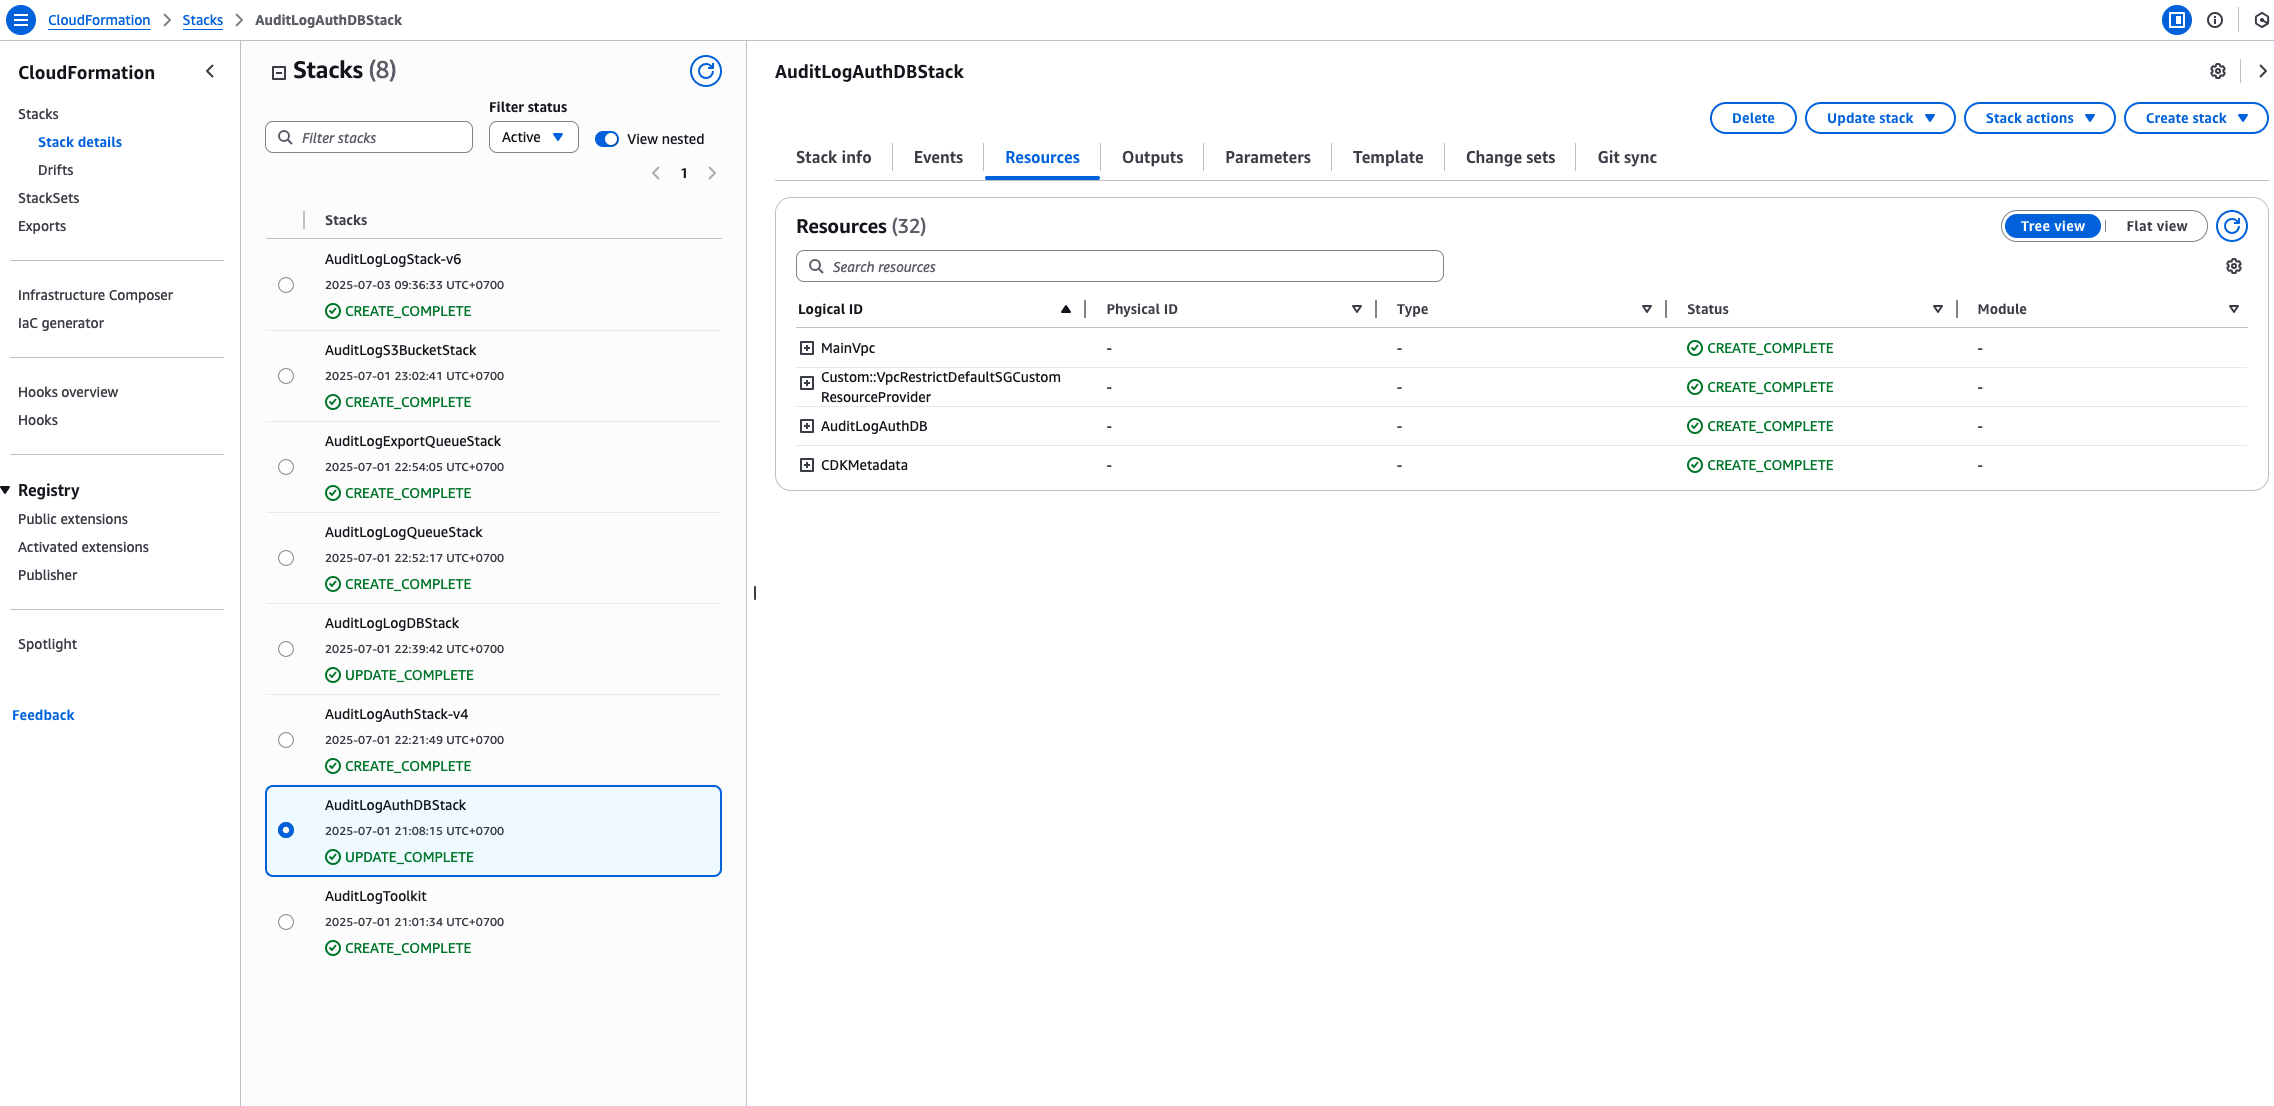 CloudFormation
Stacks
AuditLogAuthDBStack
CloudFormation
Stacks
Stack details
Drifts
StackSets
Exports
Infrastructure Composer
IaC generator
Hooks overview
Hooks
Registry
Public extensions
Activated extensions
Publisher
Spotlight
Feedback
Stacks (8)
Filter status
Filter stacks
Active
View nested
1
Stacks
AuditLogLogStack-v6
2025-07-03 09:36:33 UTC+0700
CREATE_COMPLETE
AuditLogS3BucketStack
2025-07-01 23:02:41 UTC+0700
CREATE_COMPLETE
AuditLogExportQueueStack
2025-07-01 22:54:05 UTC+0700
CREATE_COMPLETE
AuditLogLogQueueStack
2025-07-01 22:52:17 UTC+0700
CREATE_COMPLETE
AuditLogLogDBStack
2025-07-01 22:39:42 UTC+0700
UPDATE_COMPLETE
AuditLogAuthStack-v4
2025-07-01 22:21:49 UTC+0700
CREATE_COMPLETE
AuditLogAuthDBStack
2025-07-01 21:08:15 UTC+0700
UPDATE_COMPLETE
AuditLogToolkit
2025-07-01 21:01:34 UTC+0700
CREATE_COMPLETE
AuditLogAuthDBStack
Delete Update stack Stack actions Create stack
Stack info Events Resources Outputs Parameters Template Change sets Git sync
Resources (32)
Tree view Flat view
Search resources
Logical ID Physical ID Type Status Module
MainVpc - - CREATE_COMPLETE -
Custom::VpcRestrictDefaultSGCustom
ResourceProvider - - CREATE_COMPLETE -
AuditLogAuthDB - - CREATE_COMPLETE -
CDKMetadata - - CREATE_COMPLETE -